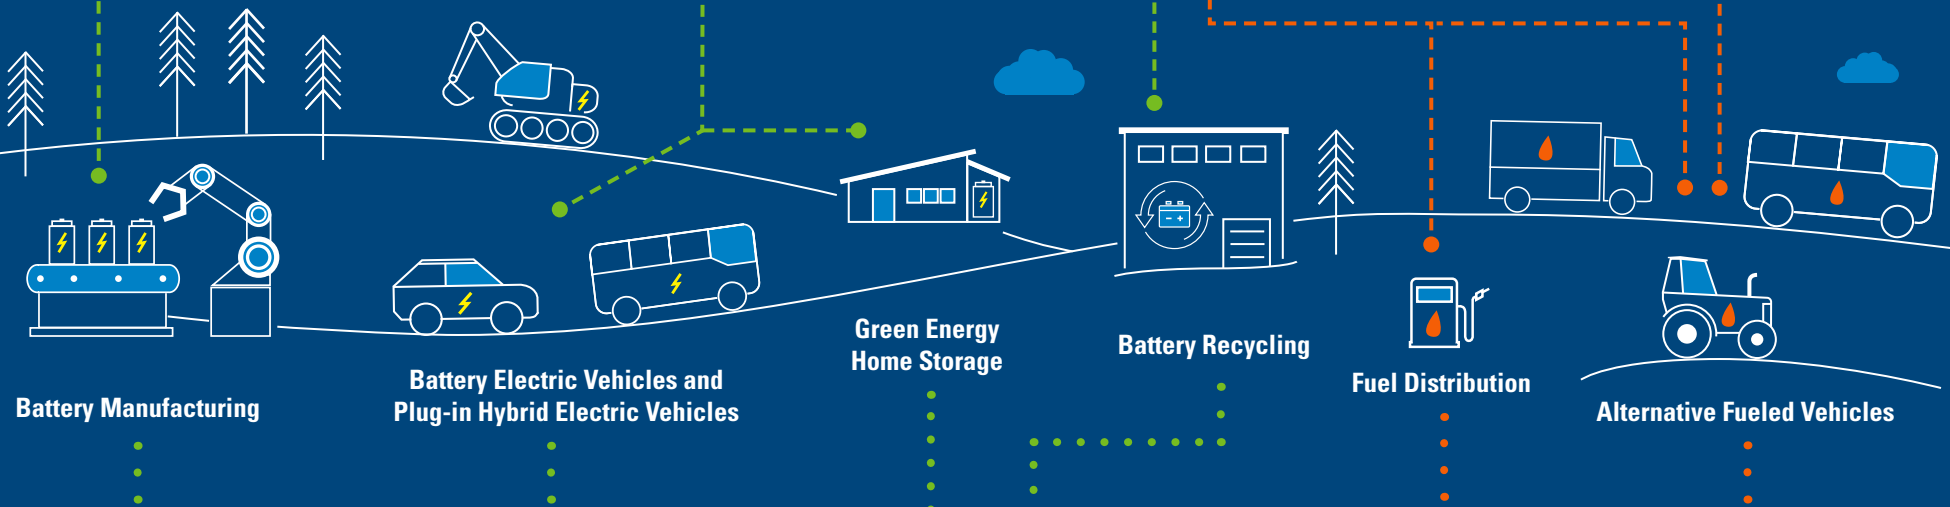 Battery Manufacturing
Battery Electric Vehicles and
Plug-in Hybrid Electric Vehicles
Green Energy
Home Storage
Battery Recycling
Fuel Distribution
Alternative Fueled Vehicles